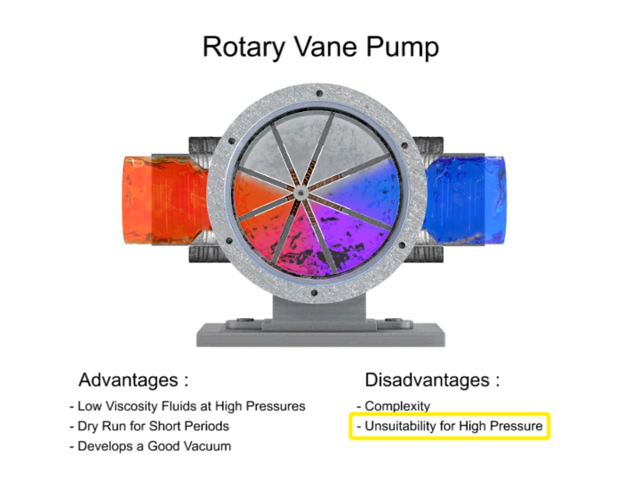 Rotary Vane Pump
Advantages :
- Low Viscosity Fluids at High Pressures
- Dry Run for Short Periods
- Develops a Good Vacuum
Disadvantages :
- Complexity
- Unsuitability for High Pressure